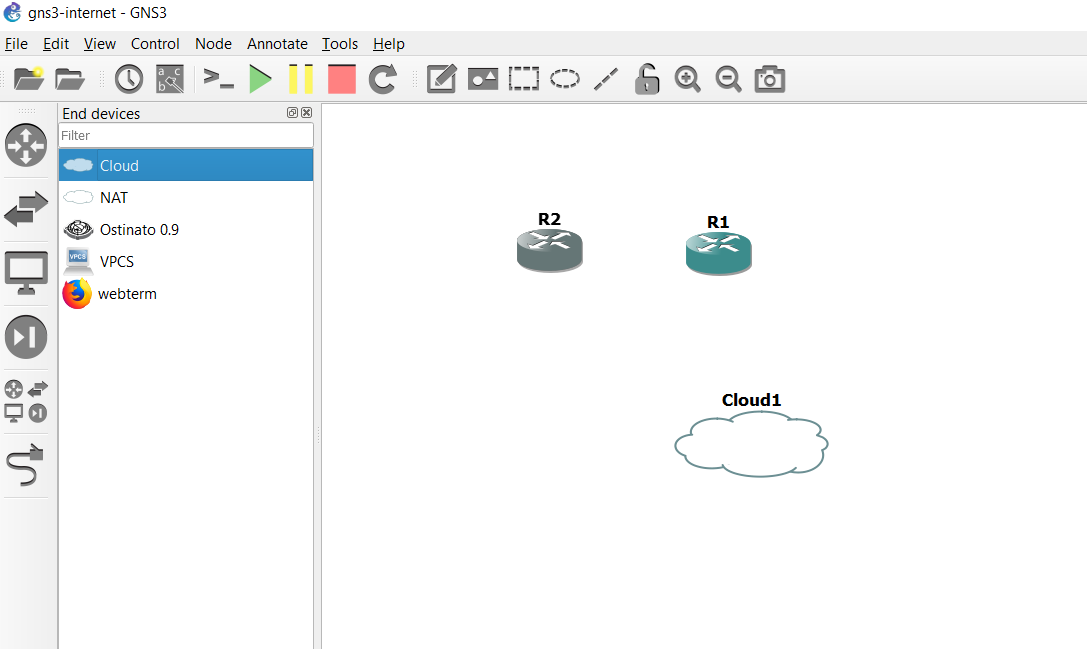 gns3-internet - GNS3
File Edit View Control Node Annotate Tools Help
a c
b
End devices
Filter
Cloud
NAT
Ostinato 0.9
VPCS
VPCS
webterm
R2
R1
Cloud1